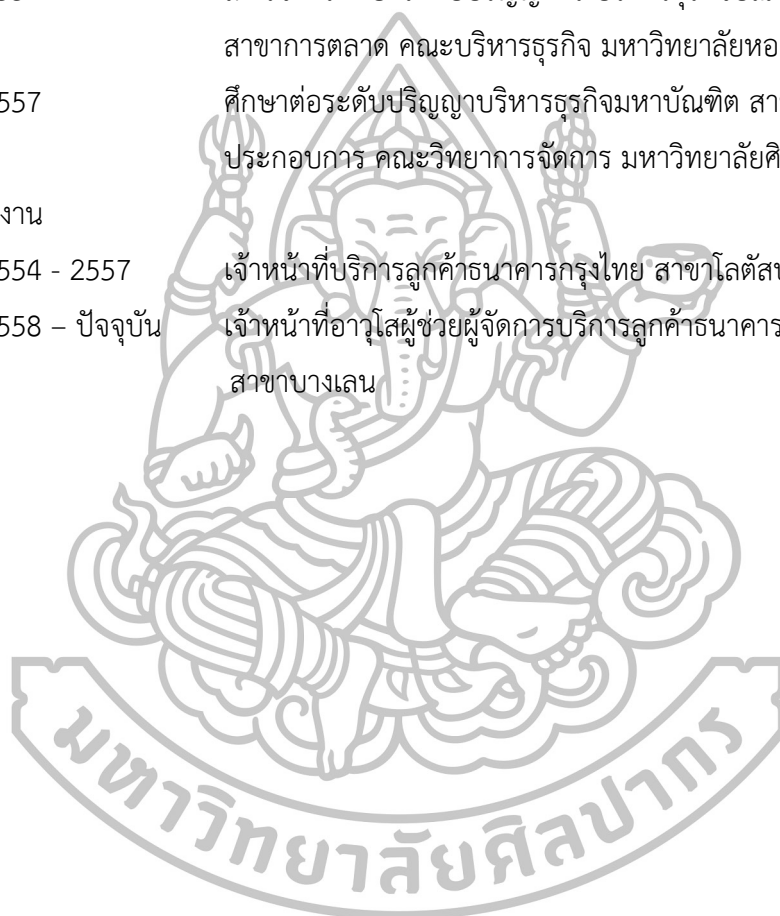 สาขาการตลาด คณะบริหารธุรกิจ มหาวิทยาลัยหอ
2557 ศึกษาต่อระดับปริญญาบริหารธุรกิจมหาบัณฑิต สา
ประกอบการ คณะวิทยาการจัดการ มหาวิทยาลัยศิ
งาน
2554 - 2557 เจ้าหน้าที่บริการลูกค้าธนาคารกรุงไทย สาขาโลตัส
2558 – ปัจจุบัน เจ้าหน้าที่อาวุโสผู้ช่วยผู้จัดการบริการลูกค้าธนาคาร
สาขาบางเลน
มหาวิทยาลัยศิลปากร